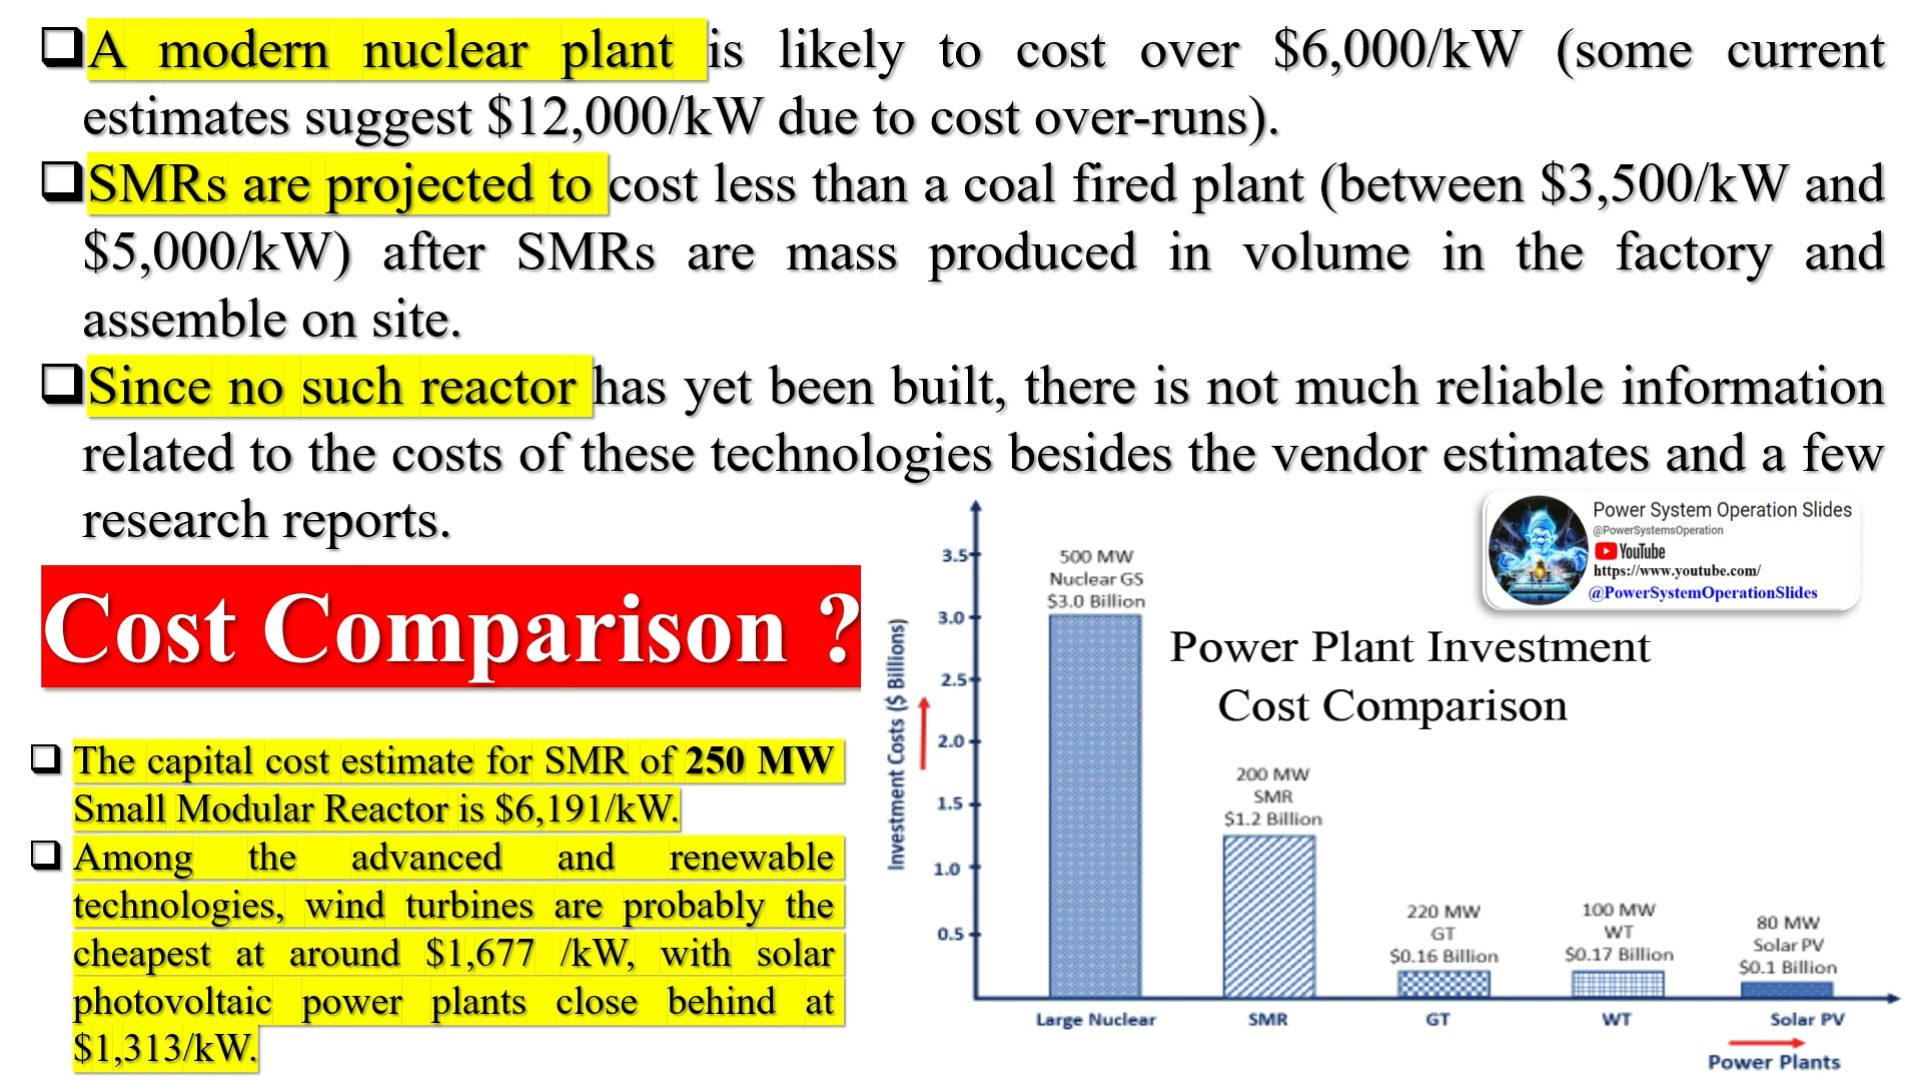 A modern nuclear plant is likely to cost over $6,000/kW (some current
estimates suggest $12,000/kW due to cost over-runs).
SMRs are projected to cost less than a coal fired plant (between $3,500/kW and
$5,000/kW) after SMRs are mass produced in volume in the factory and
assemble on site.
Since no such reactor has yet been built, there is not much reliable information
related to the costs of these technologies besides the vendor estimates and a few
research reports.
Cost Comparison ?
The capital cost estimate for SMR of 250 MW
Small Modular Reactor is $6,191/kW.
Among the advanced and renewable
technologies, wind turbines are probably the
cheapest at around $1,677 /kW, with solar
photovoltaic power plants close behind at
$1,313/kW.
Power System Operation Slides
@PowerSystemsOperation
YouTube
https://www.youtube.com/
@PowerSystemOperationSlides
Power Plant Investment
Cost Comparison
Investment Costs ($ Billions)
3.5
3.0
2.5
2.0
1.5
1.0
0.5
500 MW
Nuclear GS
$3.0 Billion
200 MW
SMR
$1.2 Billion
220 MW
GT
$0.16 Billion
100 MW
WT
$0.17 Billion
80 MW
Solar PV
$0.1 Billion
Large Nuclear
SMR
GT
WT
Solar PV
Power Plants